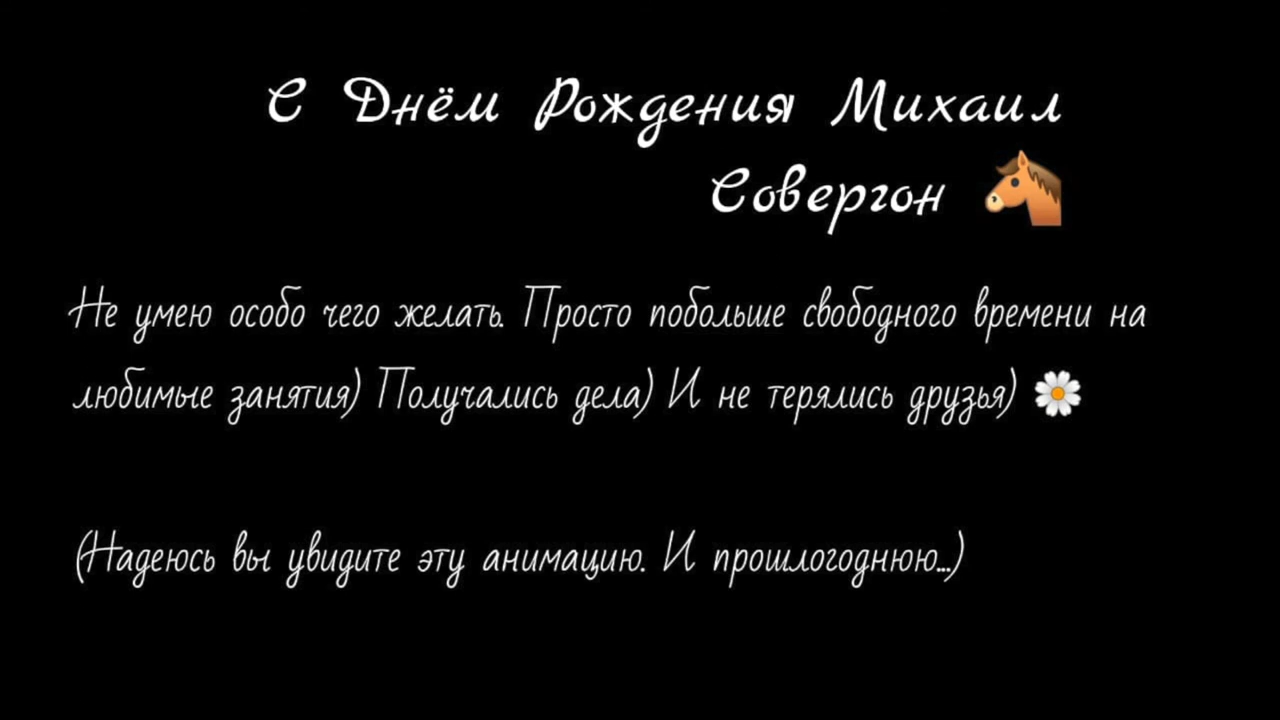 С Днём Рождения Михаил
Совергон 🐴
Не умею особо чего желать. Просто побольше свободного времени на
любимые занятия) Получались дела) И не терялись друзья) 🌼
(Надеюсь вы увидите эту анимацию. И прошлогоднюю...)